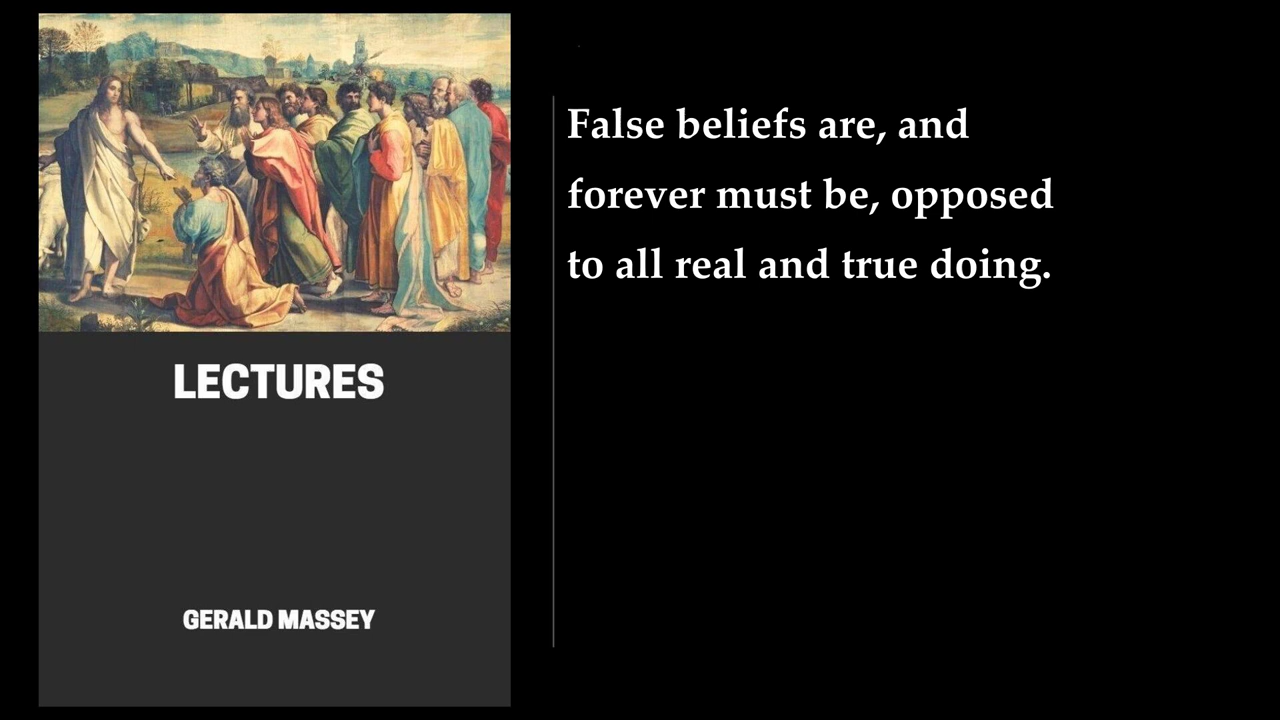 LECTURES
GERALD MASSEY
False beliefs are, and
forever must be, opposed
to all real and true doing.